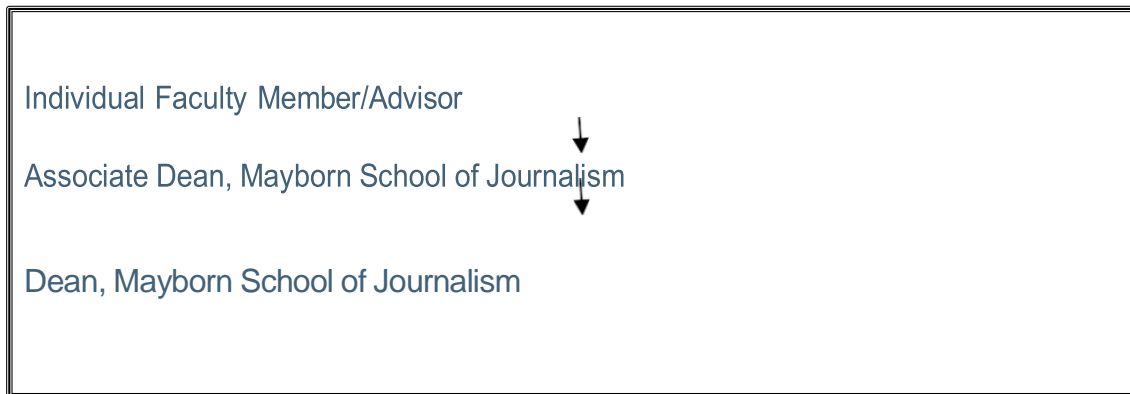 Individual Faculty Member/Advisor
Associate Dean, Mayborn School of Journalism
Dean, Mayborn School of Journalism